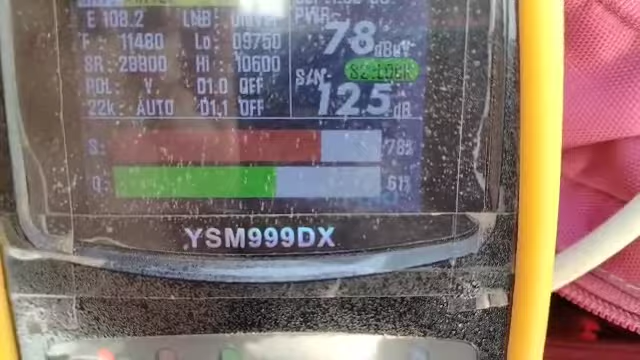 E 108.2 LNB: UNIVER
PWR
F : 11480 Lo: 09750
78 dBuV
SR: 28800 Hi : 10600
S2:LOCK
POL: V D1.0 OFF
S/N
22k: AUTO D1.1 OFF
12.5 dB
S: 78%
Q: 61%
YSM999DX